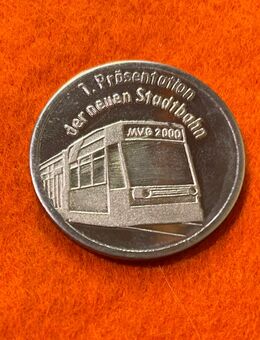 1. Präsentation
der neuen Stadtbahn
MVG 2000